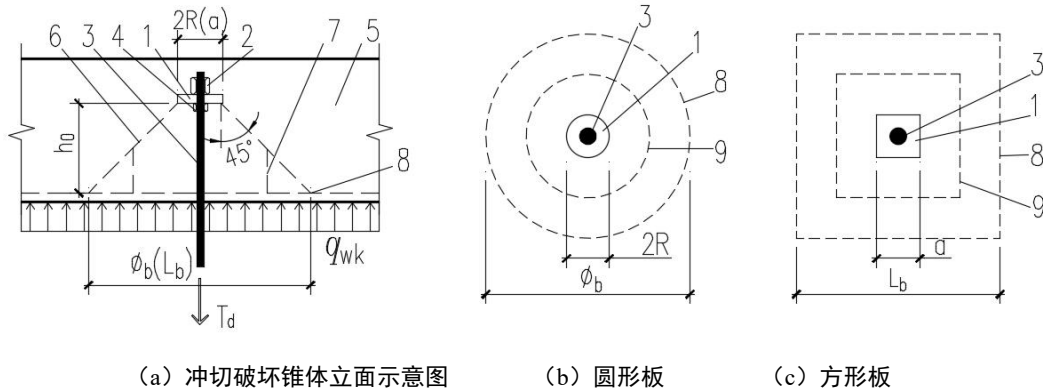 2R(a)
6 3 4 1 2 7 5
h₀
45°
8
q_wk
ϕ_b(L_b)
T_d
3
1
8
9
2R
ϕ_b
3
1
8
9
a
L_b
（a）冲切破坏锥体立面示意图 （b）圆形板 （c）方形板